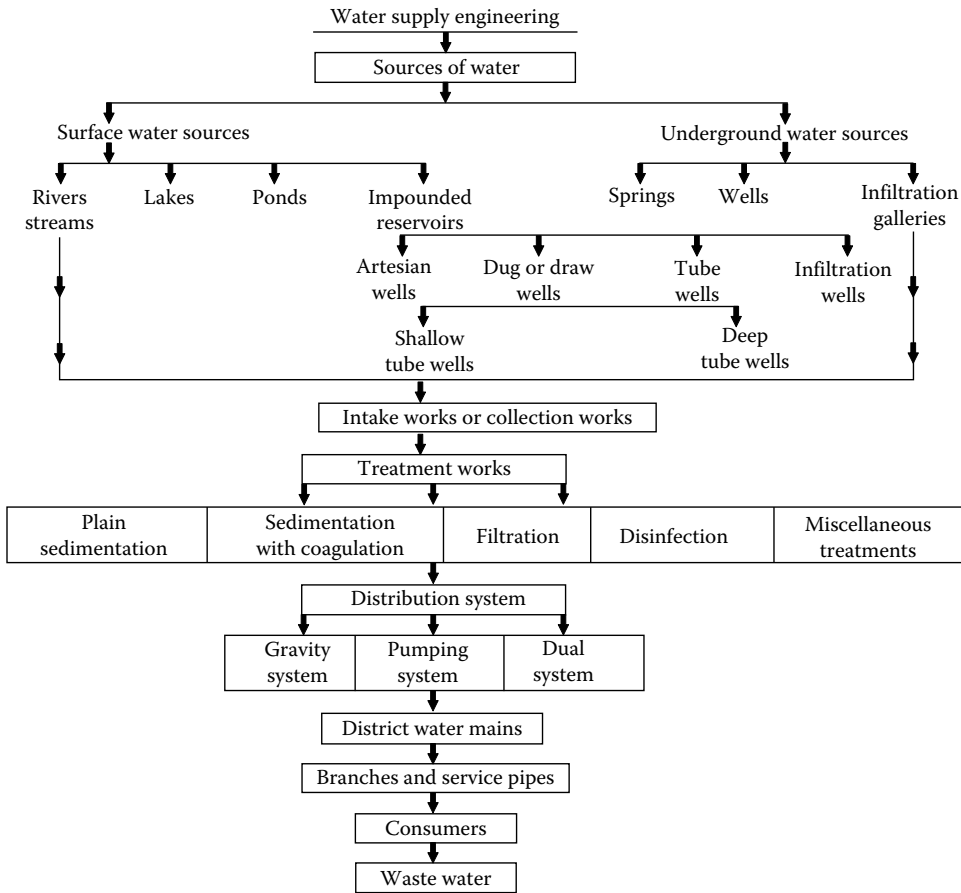 Water supply engineering
Sources of water
Surface water sources
Underground water sources
Rivers
streams
Lakes
Ponds
Impounded
reservoirs
Springs
Wells
Infiltration
galleries
Artesian
wells
Dug or draw
wells
Tube
wells
Infiltration
wells
Shallow
tube wells
Deep
tube wells
Intake works or collection works
Treatment works
Plain
sedimentation
Sedimentation
with coagulation
Filtration
Disinfection
Miscellaneous
treatments
Distribution system
Gravity
system
Pumping
system
Dual
system
District water mains
Branches and service pipes
Consumers
Waste water